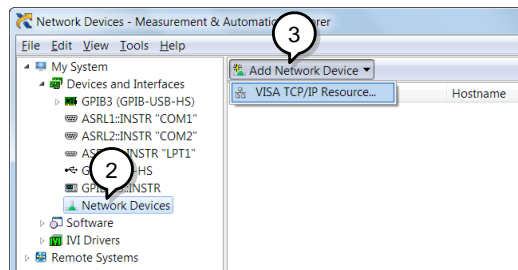 Network Devices - Measurement & Automation Explorer
3
File Edit View Tools Help
My System
Add Network Device
Devices and Interfaces
VISA TCP/IP Resource...
Hostname
GPIB3 (GPIB-USB-HS)
ASRL1::INSTR "COM1"
ASRL2::INSTR "COM2"
INSTR "LPT1"
2
-HS
INSTR
Network Devices
Software
IVI Drivers
Remote Systems